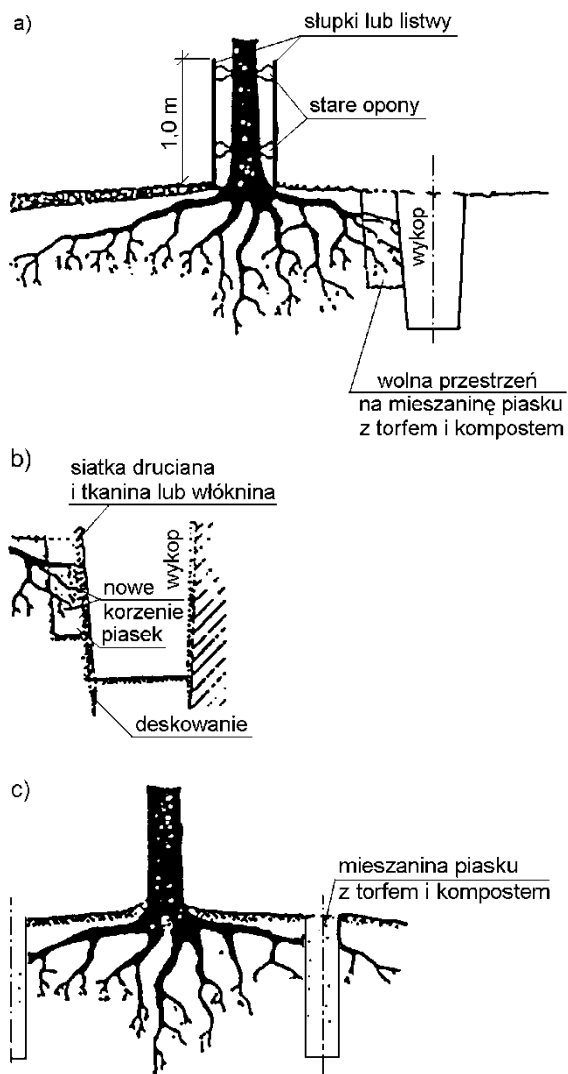 a)
słupki lub listwy
stare opony
1.0 m
wykop
wolna przestrzeń
na mieszaninę piasku
z torfem i kompostem
b)
siatka druciana
i tkanina lub włóknina
wykop
nowe
korzenie
piasek
deskowanie
c)
mieszanina piasku
z torfem i kompostem